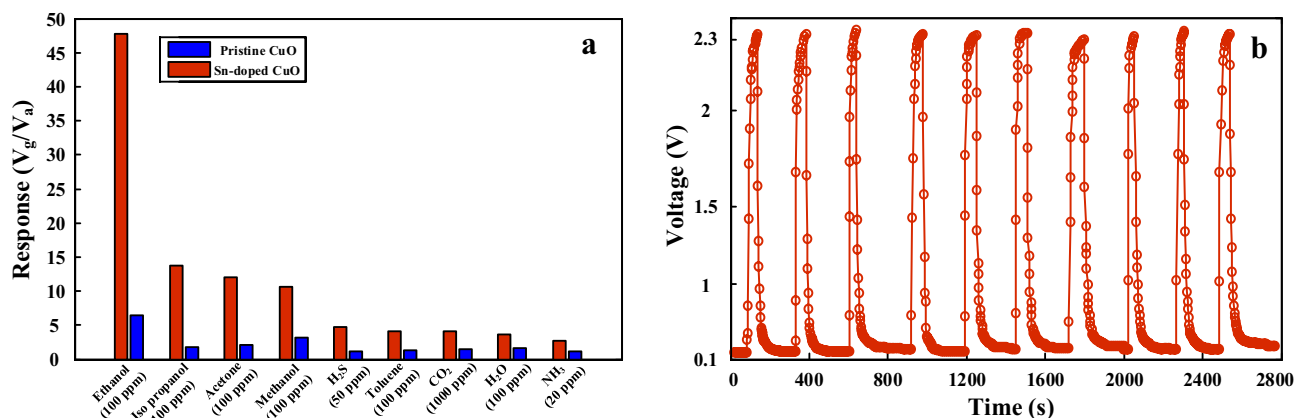 50
45
40
35
30
25
20
15
10
5
0
Response (Vg/Va)
a
Pristine CuO
Sn-doped CuO
Ethanol
(100 ppm)
Iso propanol
100 ppm)
Acetone
(100 ppm)
Methanol
(100 ppm)
H2S
(50 ppm)
Toluene
(100 ppm)
CO2
(1000 ppm)
H2O
(100 ppm)
NH3
(20 ppm)
b
2.3
2
1.5
1
0.1
Voltage (V)
0 400 800 1200 1600 2000 2400 2800
Time (s)